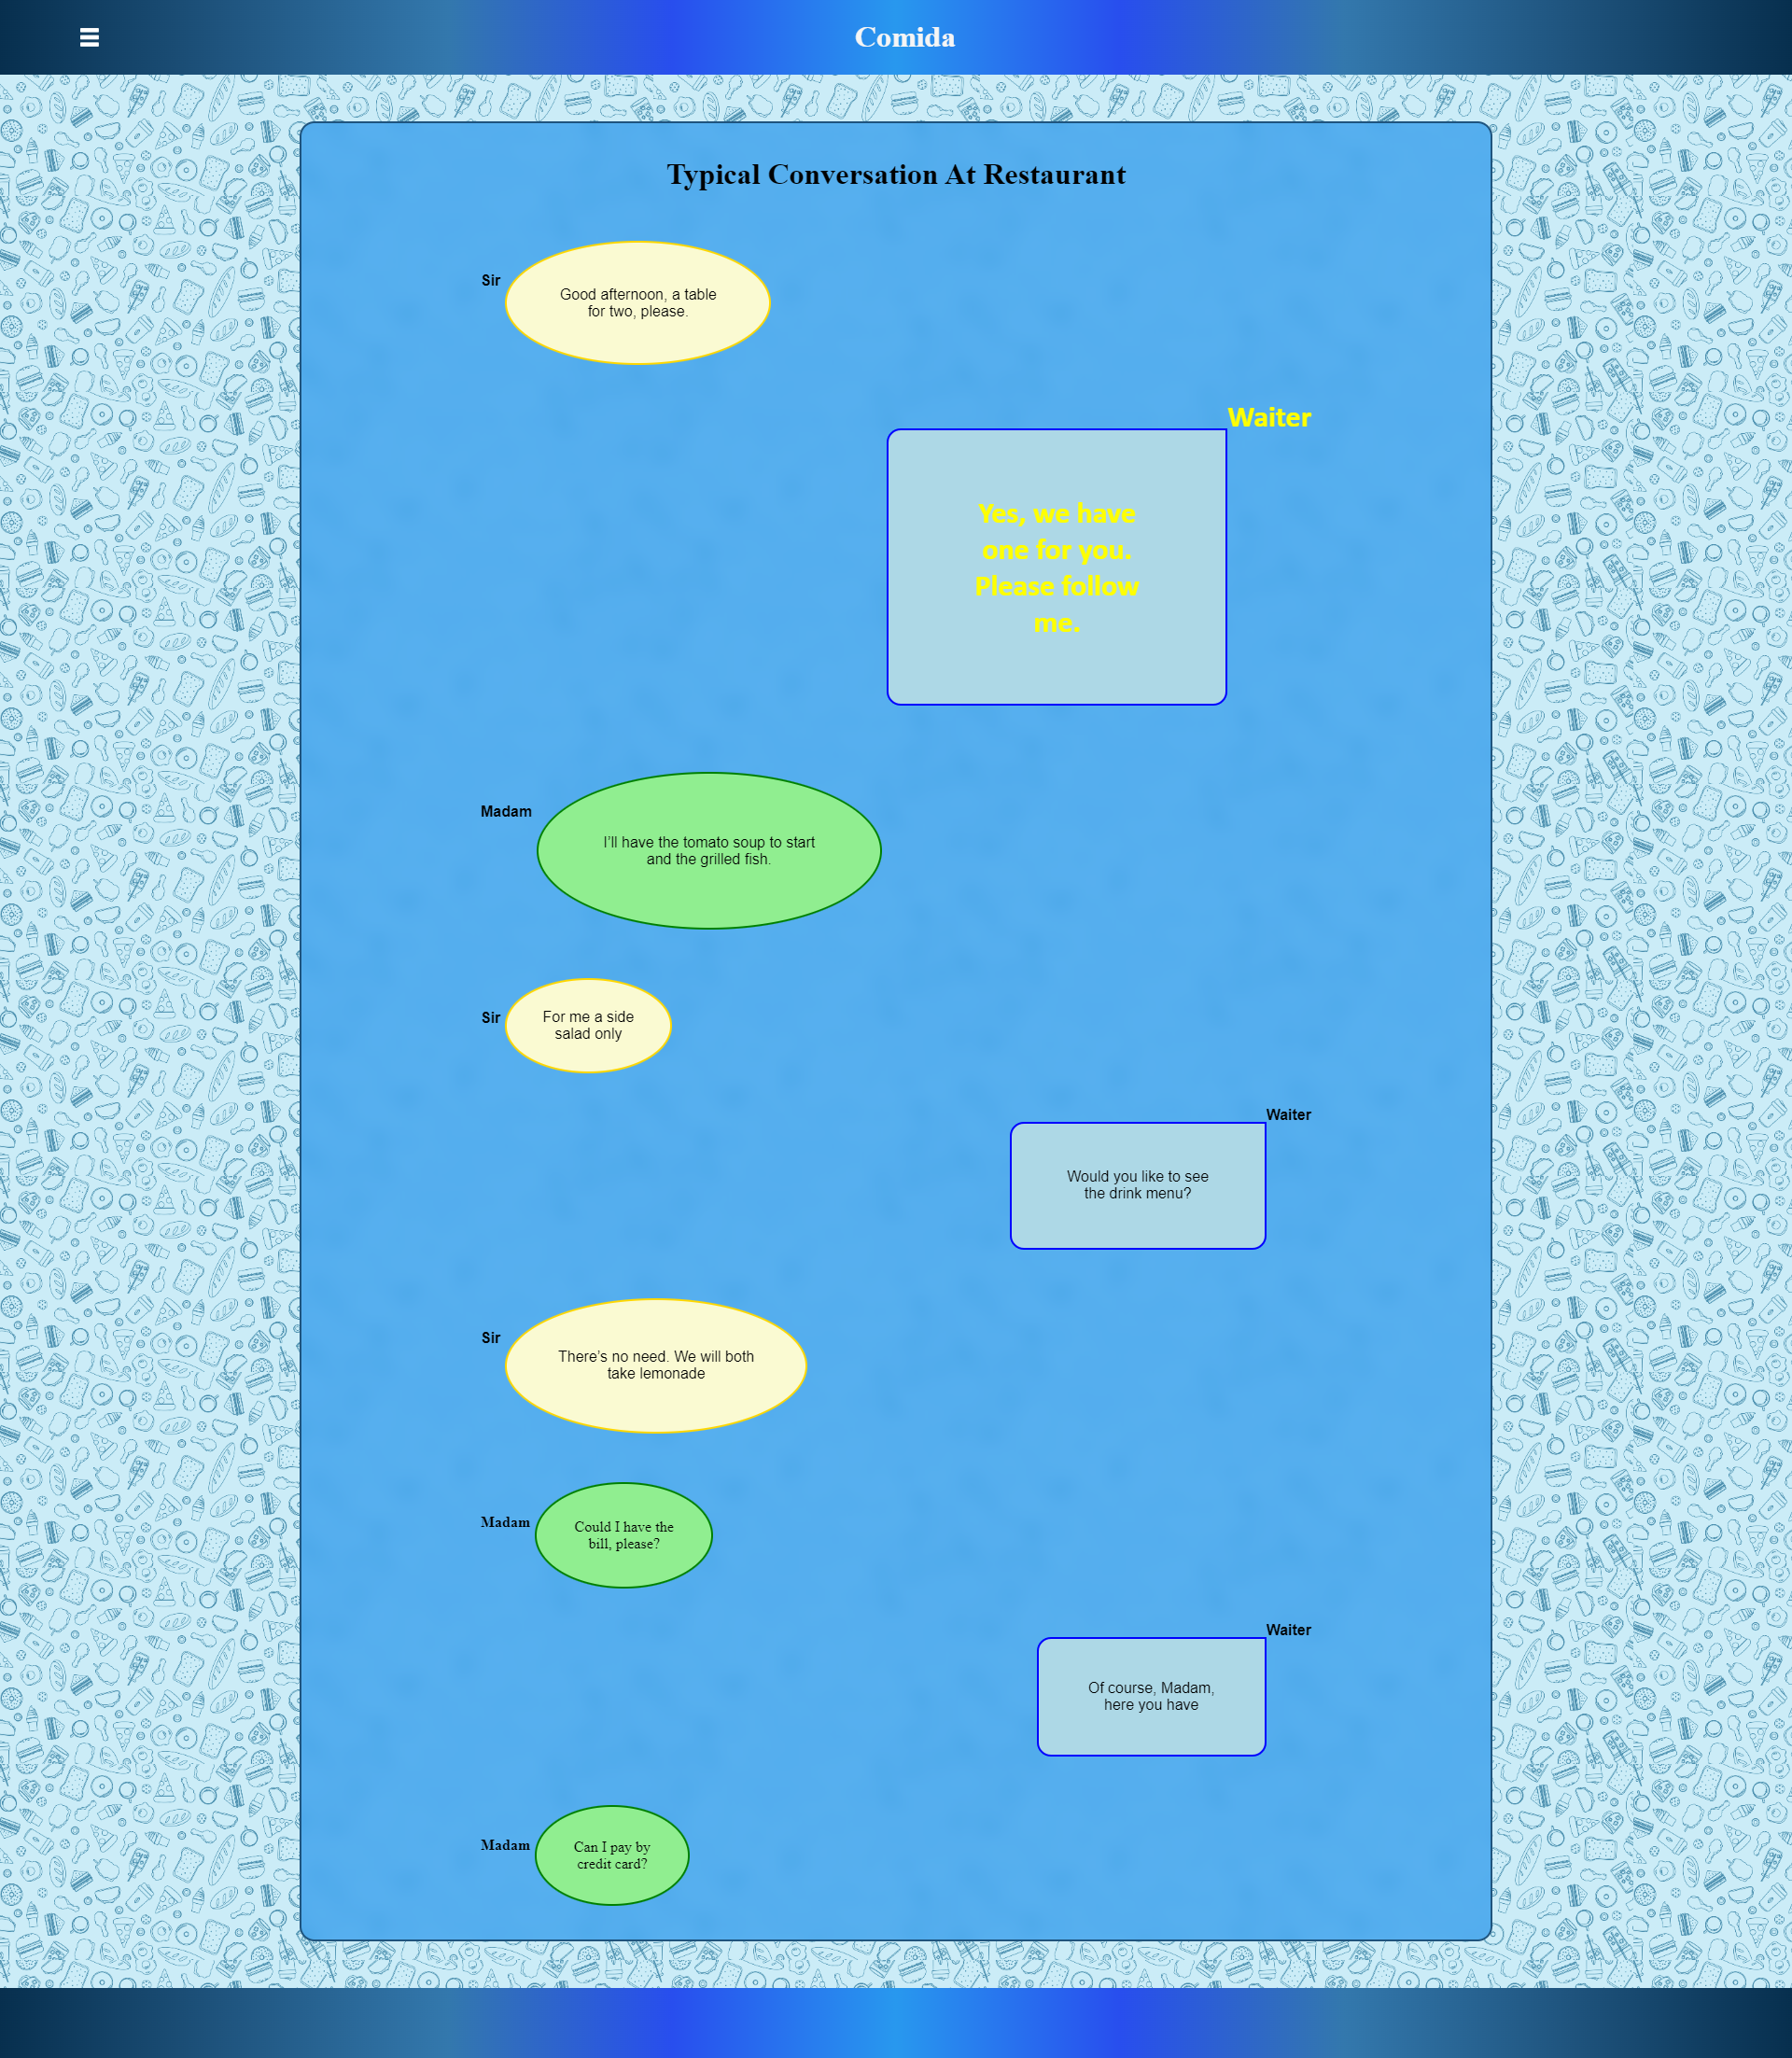 Comida
Typical Conversation At Restaurant
Sir
Good afternoon, a table
for two, please.
Waiter
Yes, we have
one for you.
Please follow
me.
Madam
I’ll have the tomato soup to start
and the grilled fish.
Sir
For me a side
salad only
Waiter
Would you like to see
the drink menu?
Sir
There’s no need. We will both
take lemonade
Madam
Could I have the
bill, please?
Waiter
Of course, Madam,
here you have
Madam
Can I pay by
credit card?